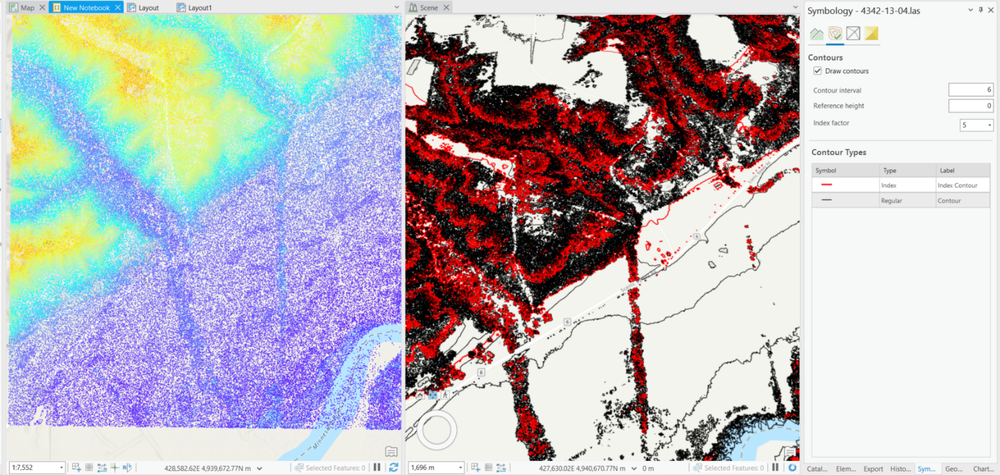 Map
New Notebook
Layout
Layout1
Scene
Symbology - 4342-13-04.las
Contours
Draw contours
Contour interval
6
Reference height
0
Index factor
5
Contour Types
Symbol
Type
Label
Index
Index Contour
Regular
Contour
6
6
6
1:7,552
428,582.62E 4,939,672.77N m
Selected Features: 0
1,696 m
427,630.02E 4,940,670.77N m
0 m
Selected Features: 0
Catal...
Elem...
Export
Histo...
Sym...
Geo...
Chart...